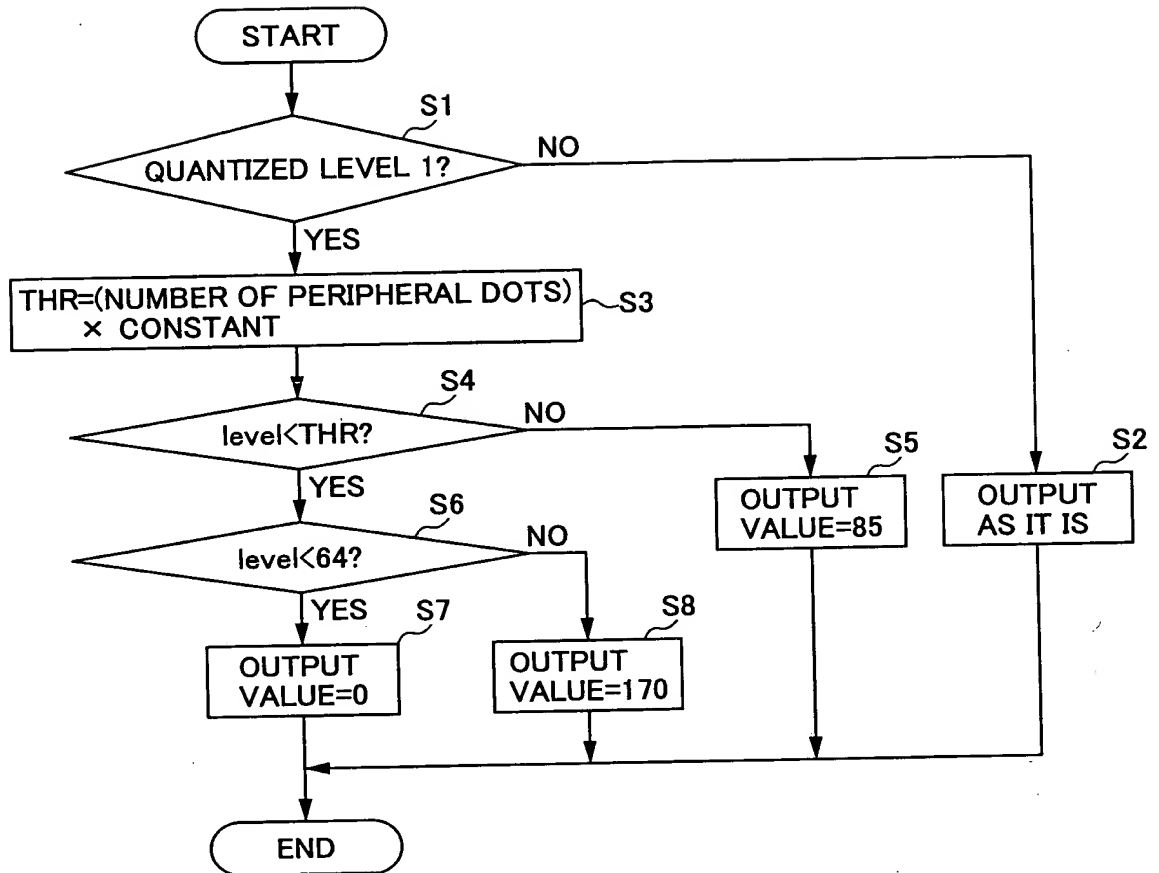 START
S1
QUANTIZED LEVEL 1?
NO
YES
THR=(NUMBER OF PERIPHERAL DOTS)
× CONSTANT
S3
S4
level<THR?
NO
YES
S5
OUTPUT
VALUE=85
S2
OUTPUT
AS IT IS
S6
level<64?
NO
YES
S7
OUTPUT
VALUE=0
S8
OUTPUT
VALUE=170
END